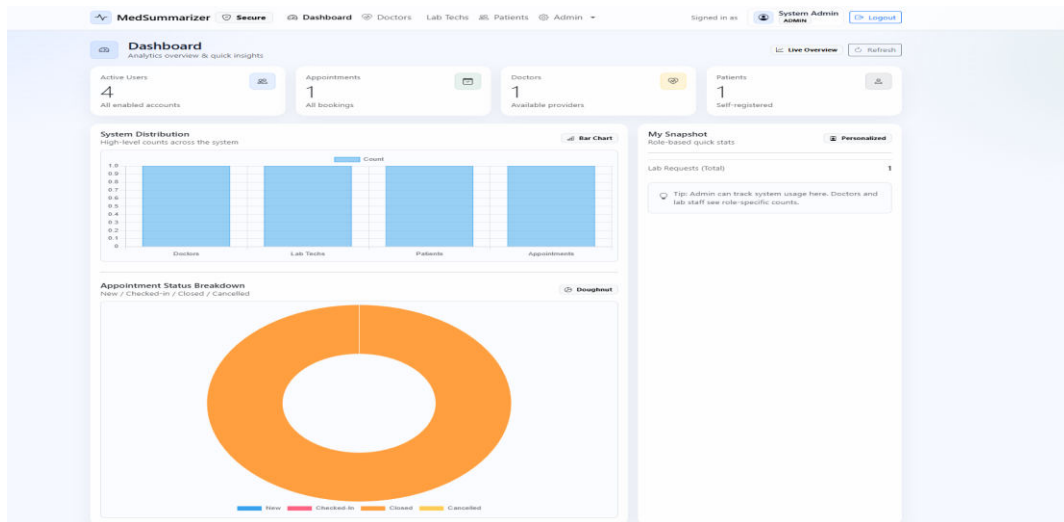 MedSummarizer Secure Dashboard Doctors Lab Techs Patients Admin Signed in as System Admin ADMIN Logout
Dashboard
Analytics overview & quick insights
Live Overview Refresh
Active Users
4
All enabled accounts
Appointments
1
All bookings
Doctors
1
Available providers
Patients
1
Self-registered
System Distribution
High-level counts across the system
Bar Chart
Count
1.0
0.9
0.8
0.7
0.6
0.5
0.4
0.3
0.2
0.1
0
Doctors Lab Techs Patients Appointments
Appointment Status Breakdown
New / Checked-in / Closed / Cancelled
Doughnut
New Checked-in Closed Cancelled
My Snapshot
Role-based quick stats
Personalized
Lab Requests (Total) 1
Tip: Admin can track system usage here. Doctors and
lab staff see role-specific counts.